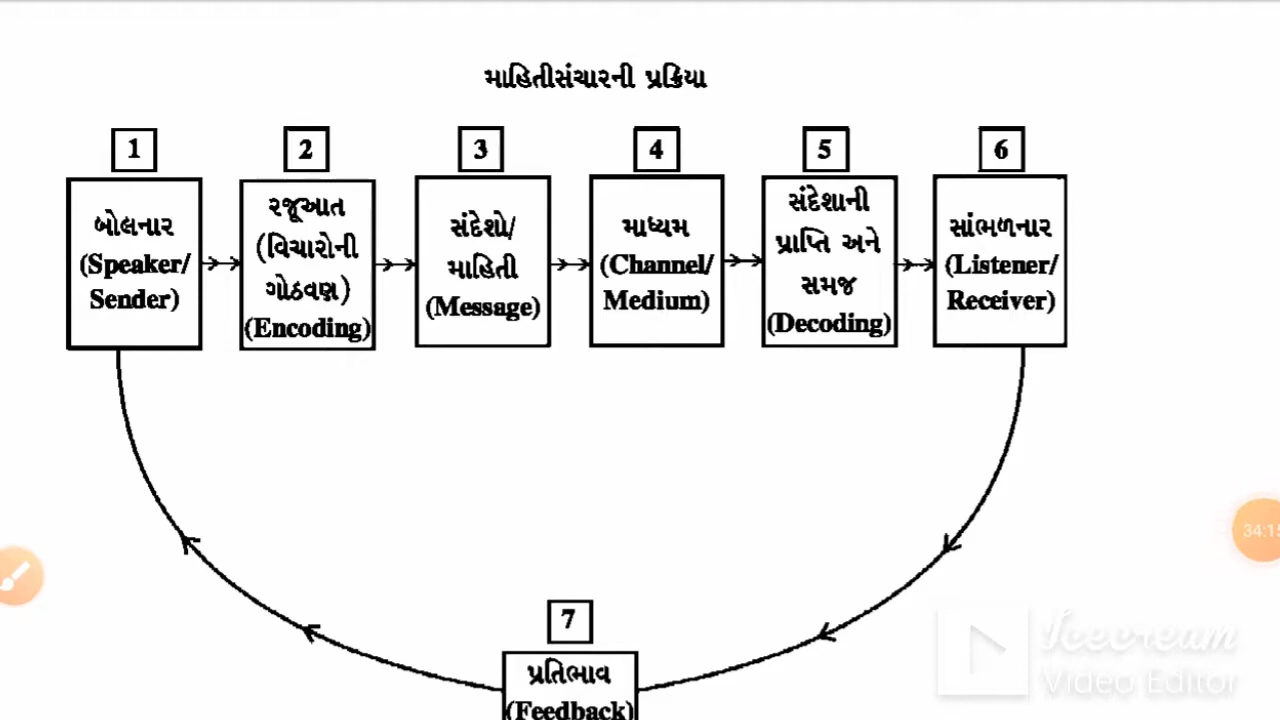 માહિતીસંચારની પ્રક્રિયા
1
બોલનાર
(Speaker/
Sender)
2
રજૂઆત
(વિચારોની
ગોઠવણ)
(Encoding)
3
સંદેશો/
માહિતી
(Message)
4
માધ્યમ
(Channel/
Medium)
5
સંદેશાની
પ્રાપ્તિ અને
સમજ
(Decoding)
6
સાંભળનાર
(Listener/
Receiver)
7
પ્રતિભાવ
(Feedback)
34:15
Icecream
Video Editor